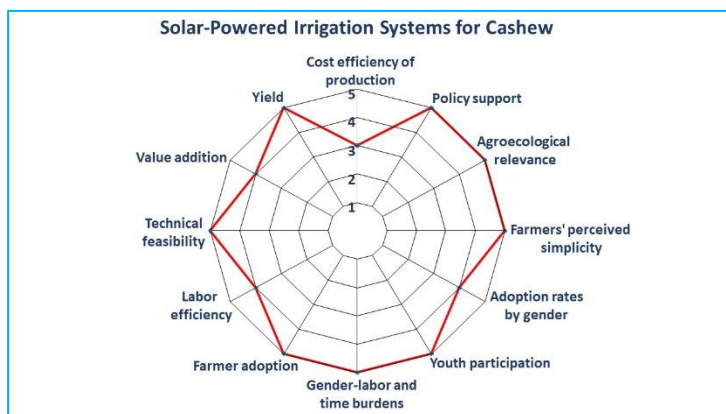 Solar-Powered Irrigation Systems for Cashew
Cost efficiency of
production
Policy support
Agroecological
relevance
Farmers' perceived
simplicity
Adoption rates
by gender
Youth participation
Gender-labor and
time burdens
Farmer adoption
Labor
efficiency
Technical
feasibility
Value addition
Yield
5
4
3
2
1